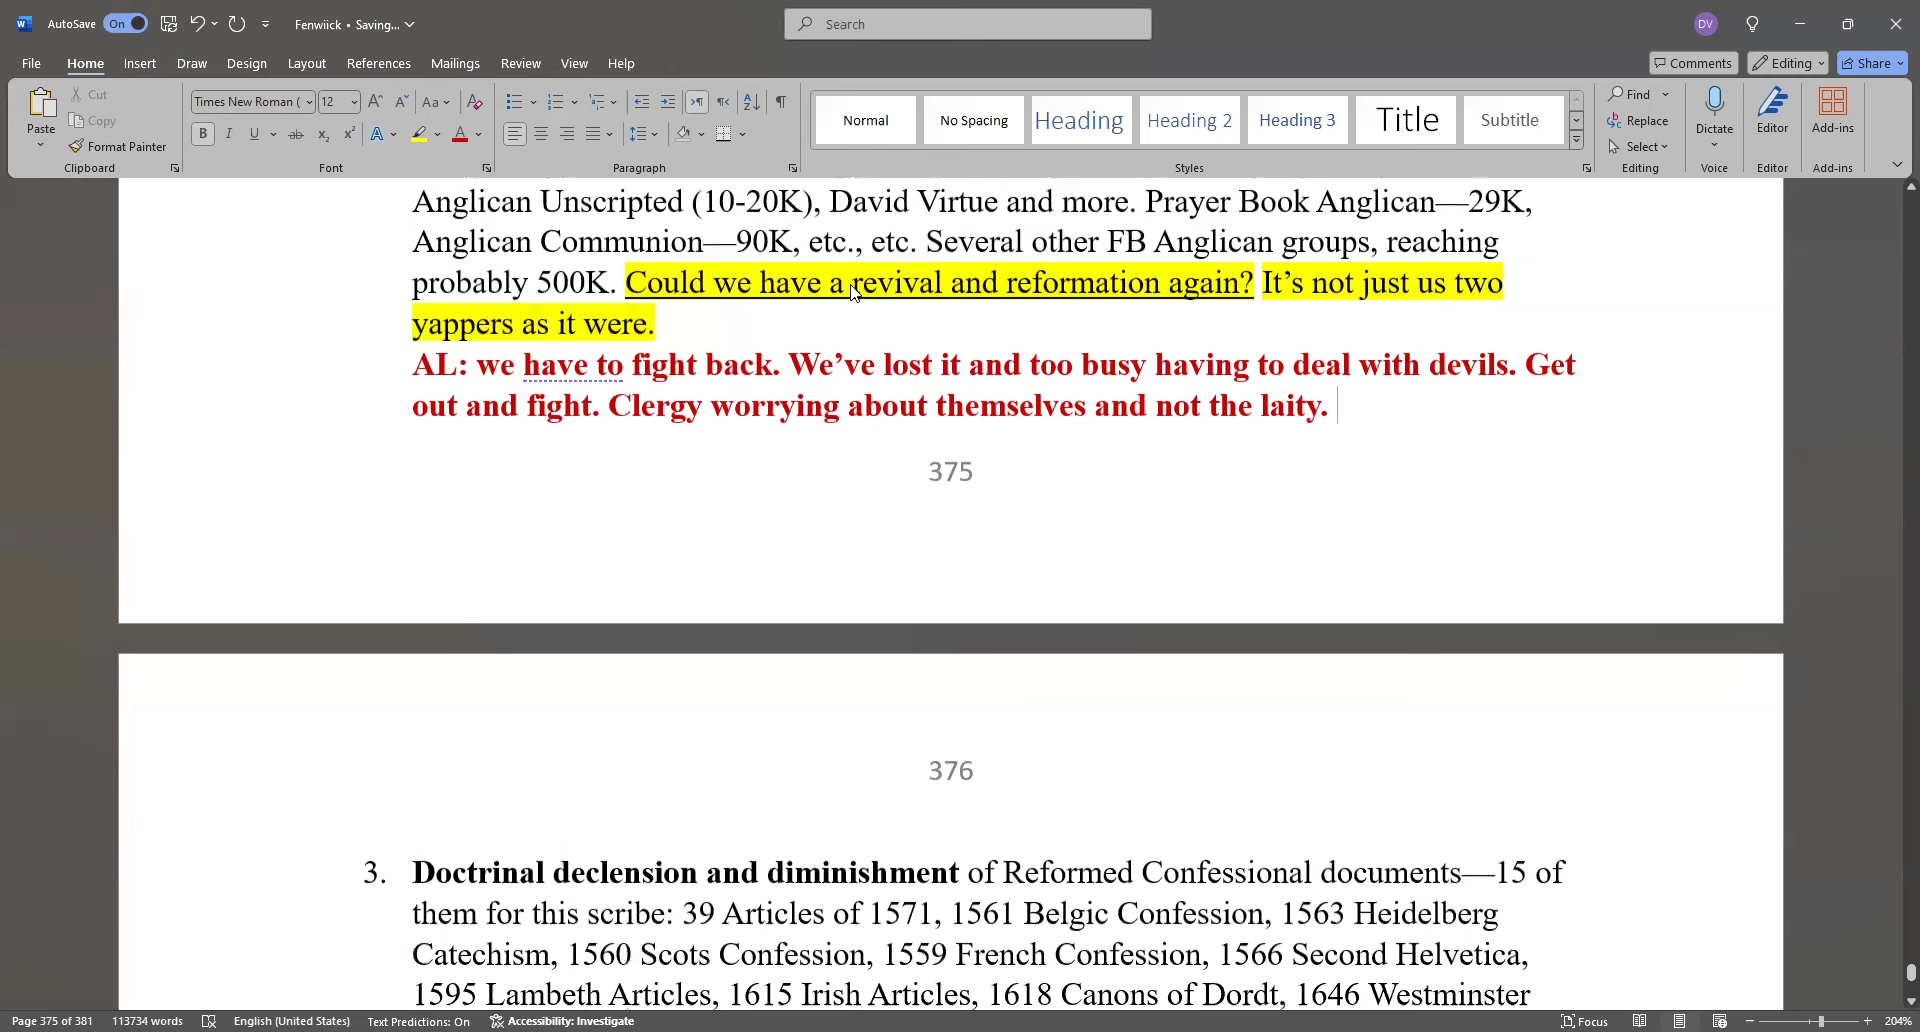 AutoSave On Fenwiick • Saving... Search DV
File Home Insert Draw Design Layout References Mailings Review View Help Comments Editing Share
Paste Cut Copy Format Painter Clipboard
Times New Roman ( 12 Aa Font
Paragraph
Normal No Spacing Heading Heading 2 Heading 3 Title Subtitle Styles
Find Replace Select Editing
Dictate Voice
Editor Editor
Add-ins Add-ins
Anglican Unscripted (10-20K), David Virtue and more. Prayer Book Anglican—29K,
Anglican Communion—90K, etc., etc. Several other FB Anglican groups, reaching
probably 500K. Could we have a revival and reformation again? It’s not just us two
yappers as it were.
AL: we have to fight back. We’ve lost it and too busy having to deal with devils. Get
out and fight. Clergy worrying about themselves and not the laity.
375
376
3. Doctrinal declension and diminishment of Reformed Confessional documents—15 of
them for this scribe: 39 Articles of 1571, 1561 Belgic Confession, 1563 Heidelberg
Catechism, 1560 Scots Confession, 1559 French Confession, 1566 Second Helvetica,
1595 Lambeth Articles, 1615 Irish Articles, 1618 Canons of Dordt, 1646 Westminster
Page 375 of 381 113734 words English (United States) Text Predictions: On Accessibility: Investigate Focus 204%